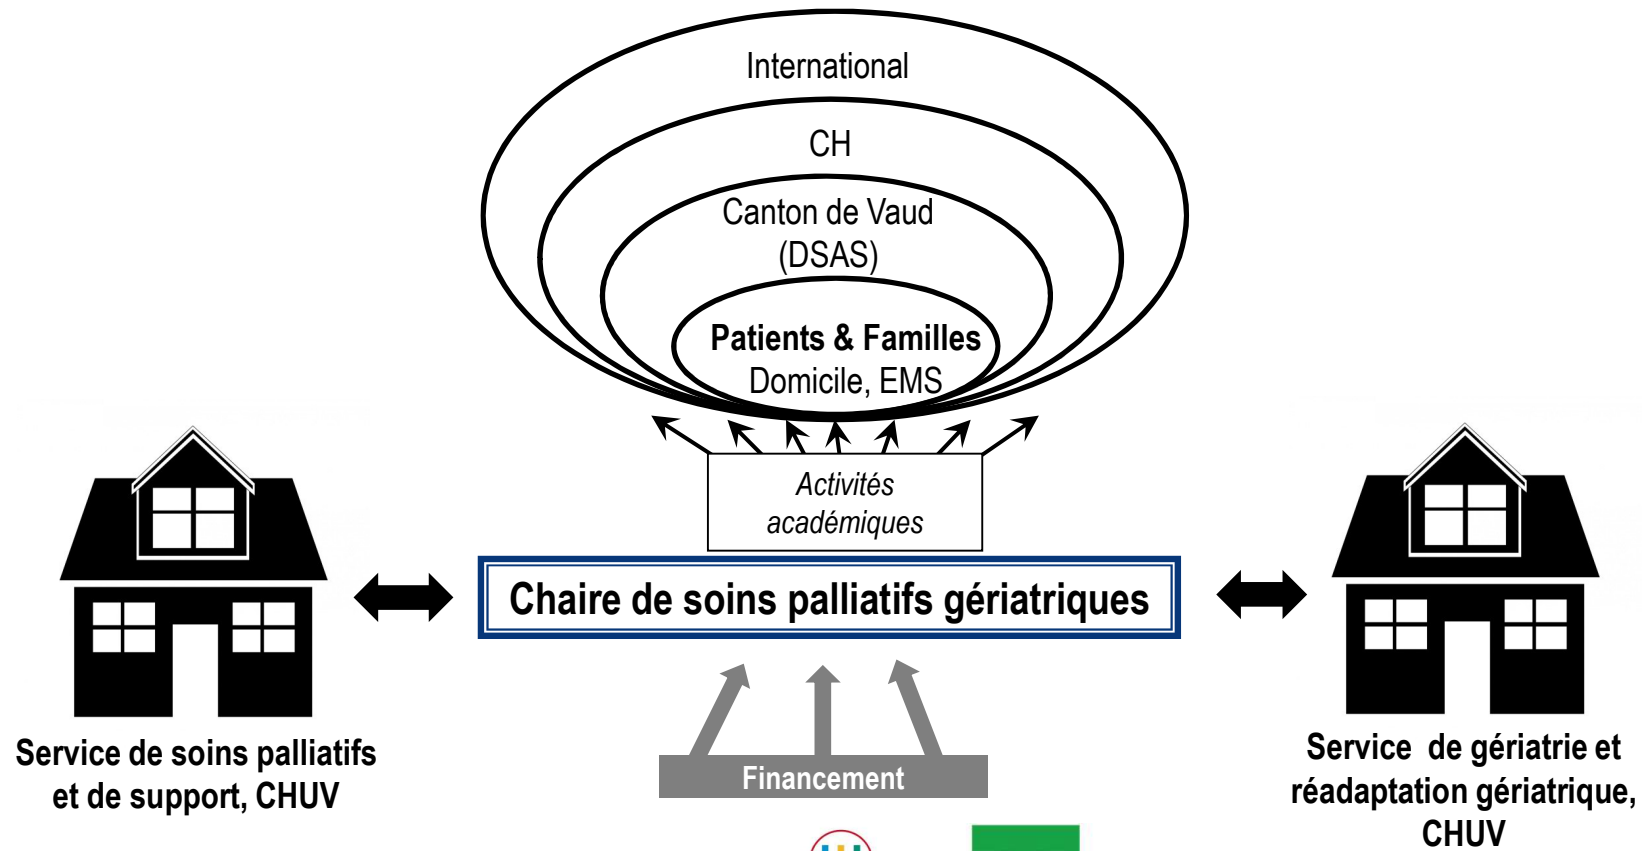 International
CH
Canton de Vaud
(DSAS)
Patients & Familles
Domicile, EMS
Activités
académiques
Chaire de soins palliatifs gériatriques
Service de soins palliatifs
et de support, CHUV
Financement
Service de gériatrie et
réadaptation gériatrique,
CHUV